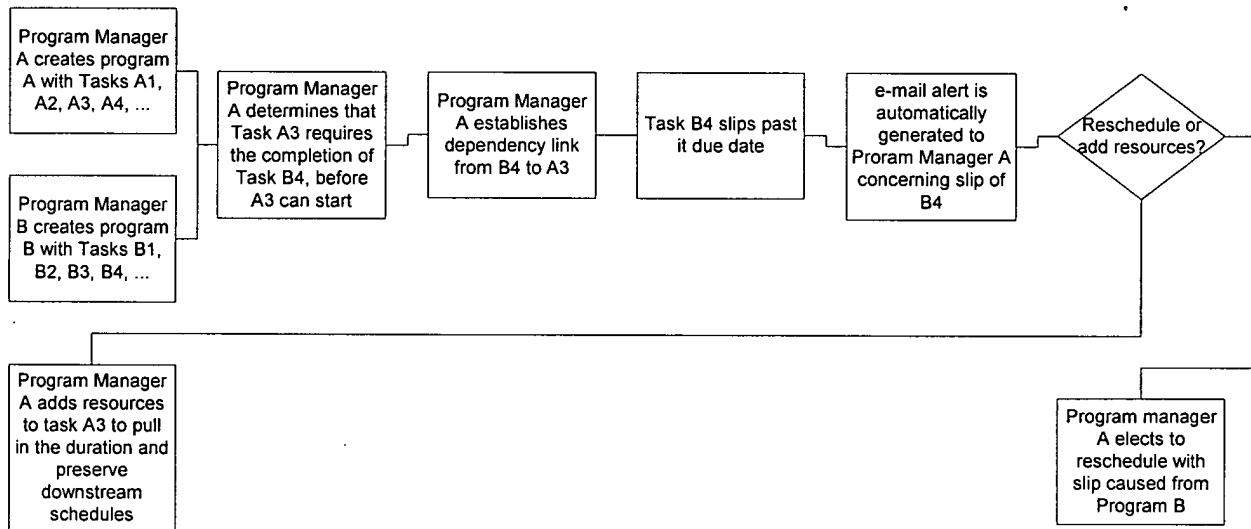 Program Manager
A creates program
A with Tasks A1,
A2, A3, A4, ...
Program Manager
B creates program
B with Tasks B1,
B2, B3, B4, ...
Program Manager
A determines that
Task A3 requires
the completion of
Task B4, before
A3 can start
Program Manager
A establishes
dependency link
from B4 to A3
Task B4 slips past
it due date
e-mail alert is
automatically
generated to
Proram Manager A
concerning slip of
B4
Reschedule or
add resources?
Program Manager
A adds resources
to task A3 to pull
in the duration and
preserve
downstream
schedules
Program manager
A elects to
reschedule with
slip caused from
Program B